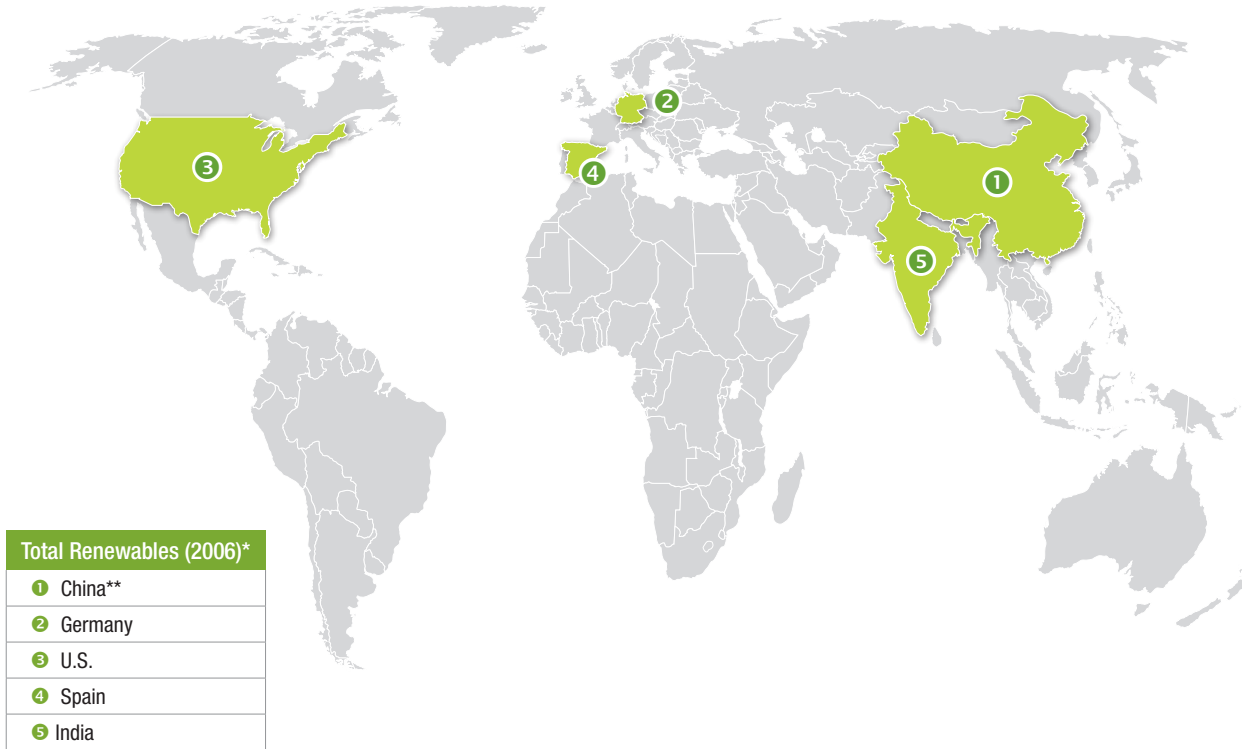 3
2
4
1
5
Total Renewables (2006)*
1 China**
2 Germany
3 U.S.
4 Spain
5 India